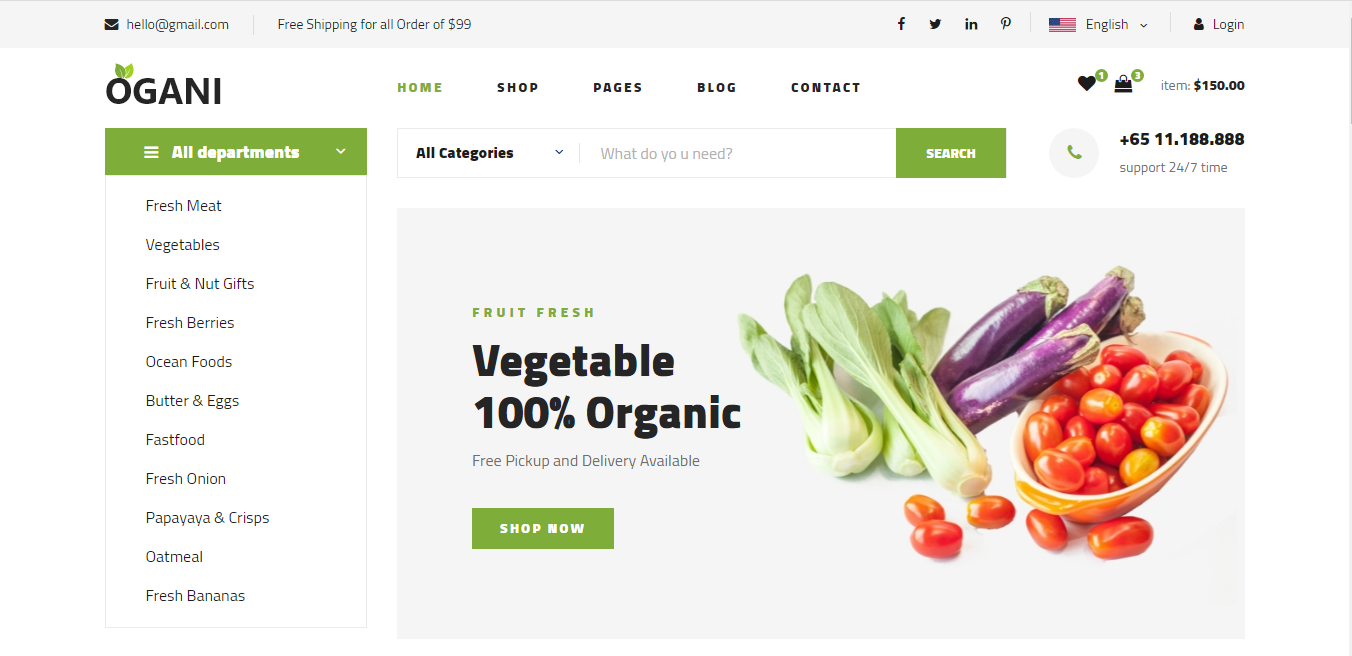 hello@gmail.com Free Shipping for all Order of $99 English Login
OGANI HOME SHOP PAGES BLOG CONTACT 1 3 item: $150.00
All departments All Categories What do yo u need? SEARCH +65 11.188.888
support 24/7 time
Fresh Meat
Vegetables
Fruit & Nut Gifts
Fresh Berries
Ocean Foods
Butter & Eggs
Fastfood
Fresh Onion
Papayaya & Crisps
Oatmeal
Fresh Bananas
FRUIT FRESH
Vegetable
100% Organic
Free Pickup and Delivery Available
SHOP NOW